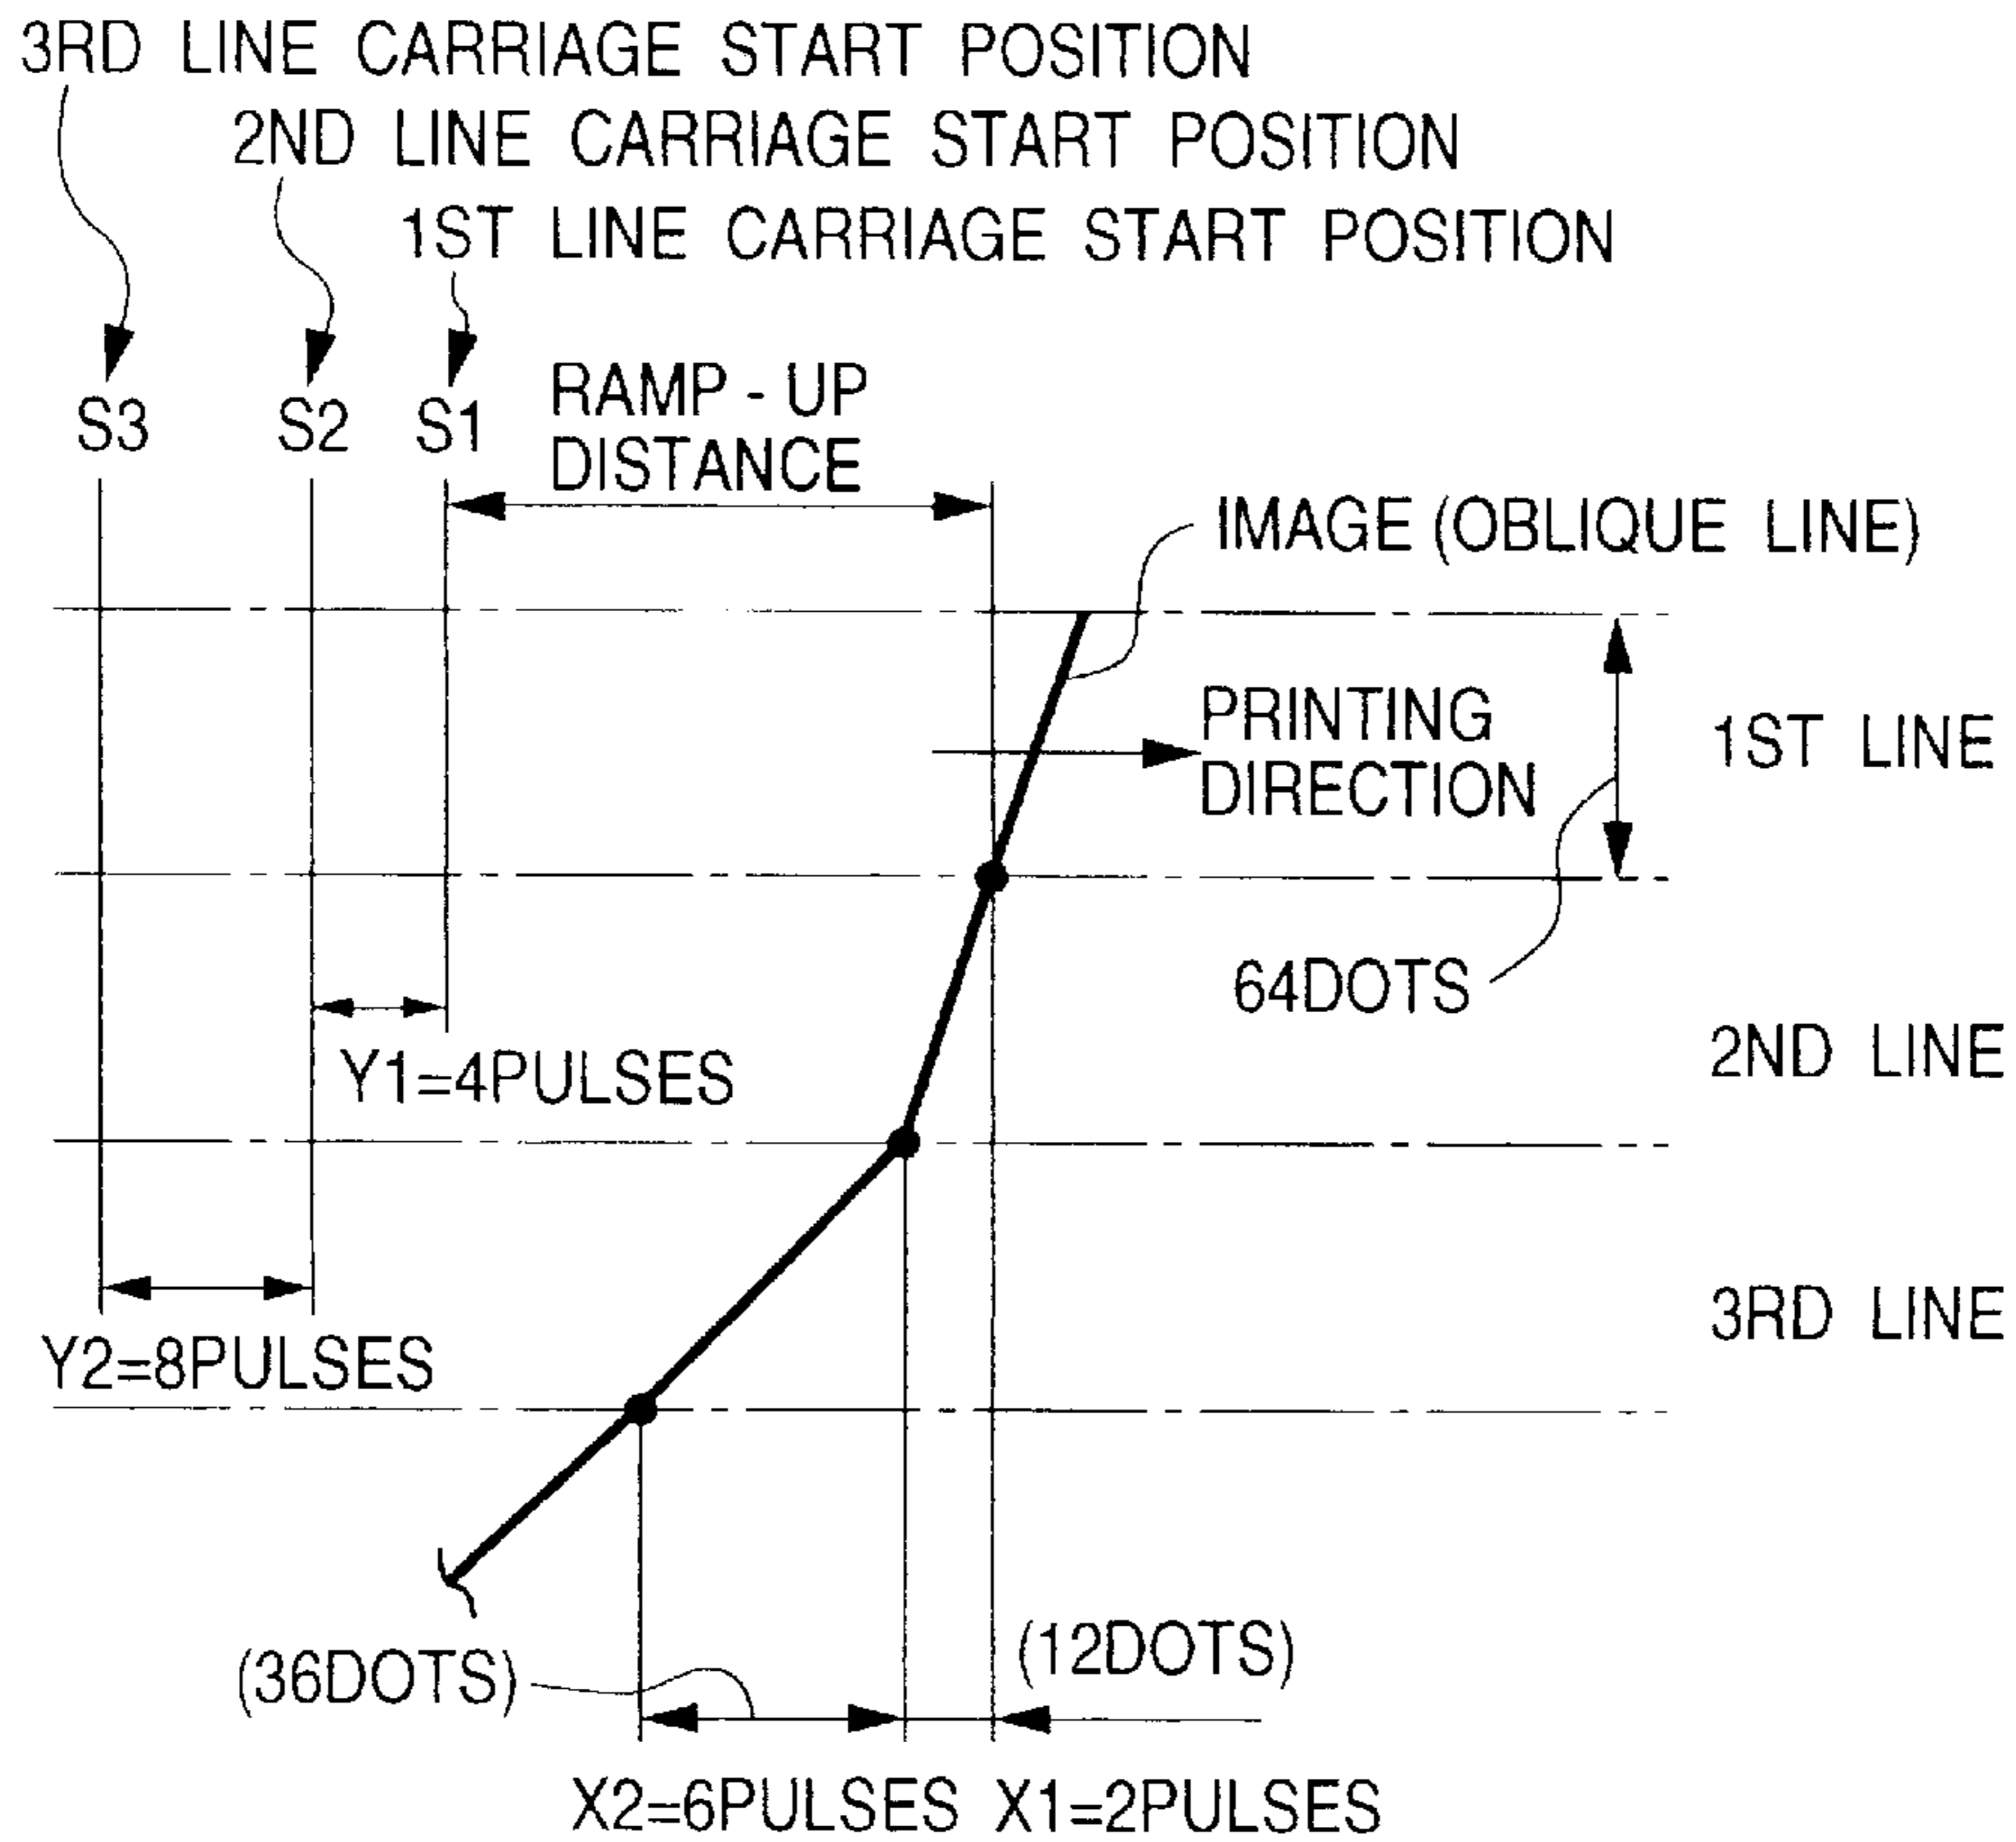 3RD LINE CARRIAGE START POSITION
2ND LINE CARRIAGE START POSITION
1ST LINE CARRIAGE START POSITION
S3
S2
S1
RAMP - UP
DISTANCE
IMAGE (OBLIQUE LINE)
PRINTING
DIRECTION
1ST LINE
64DOTS
2ND LINE
Y1=4PULSES
3RD LINE
Y2=8PULSES
(36DOTS)
(12DOTS)
X2=6PULSES X1=2PULSES